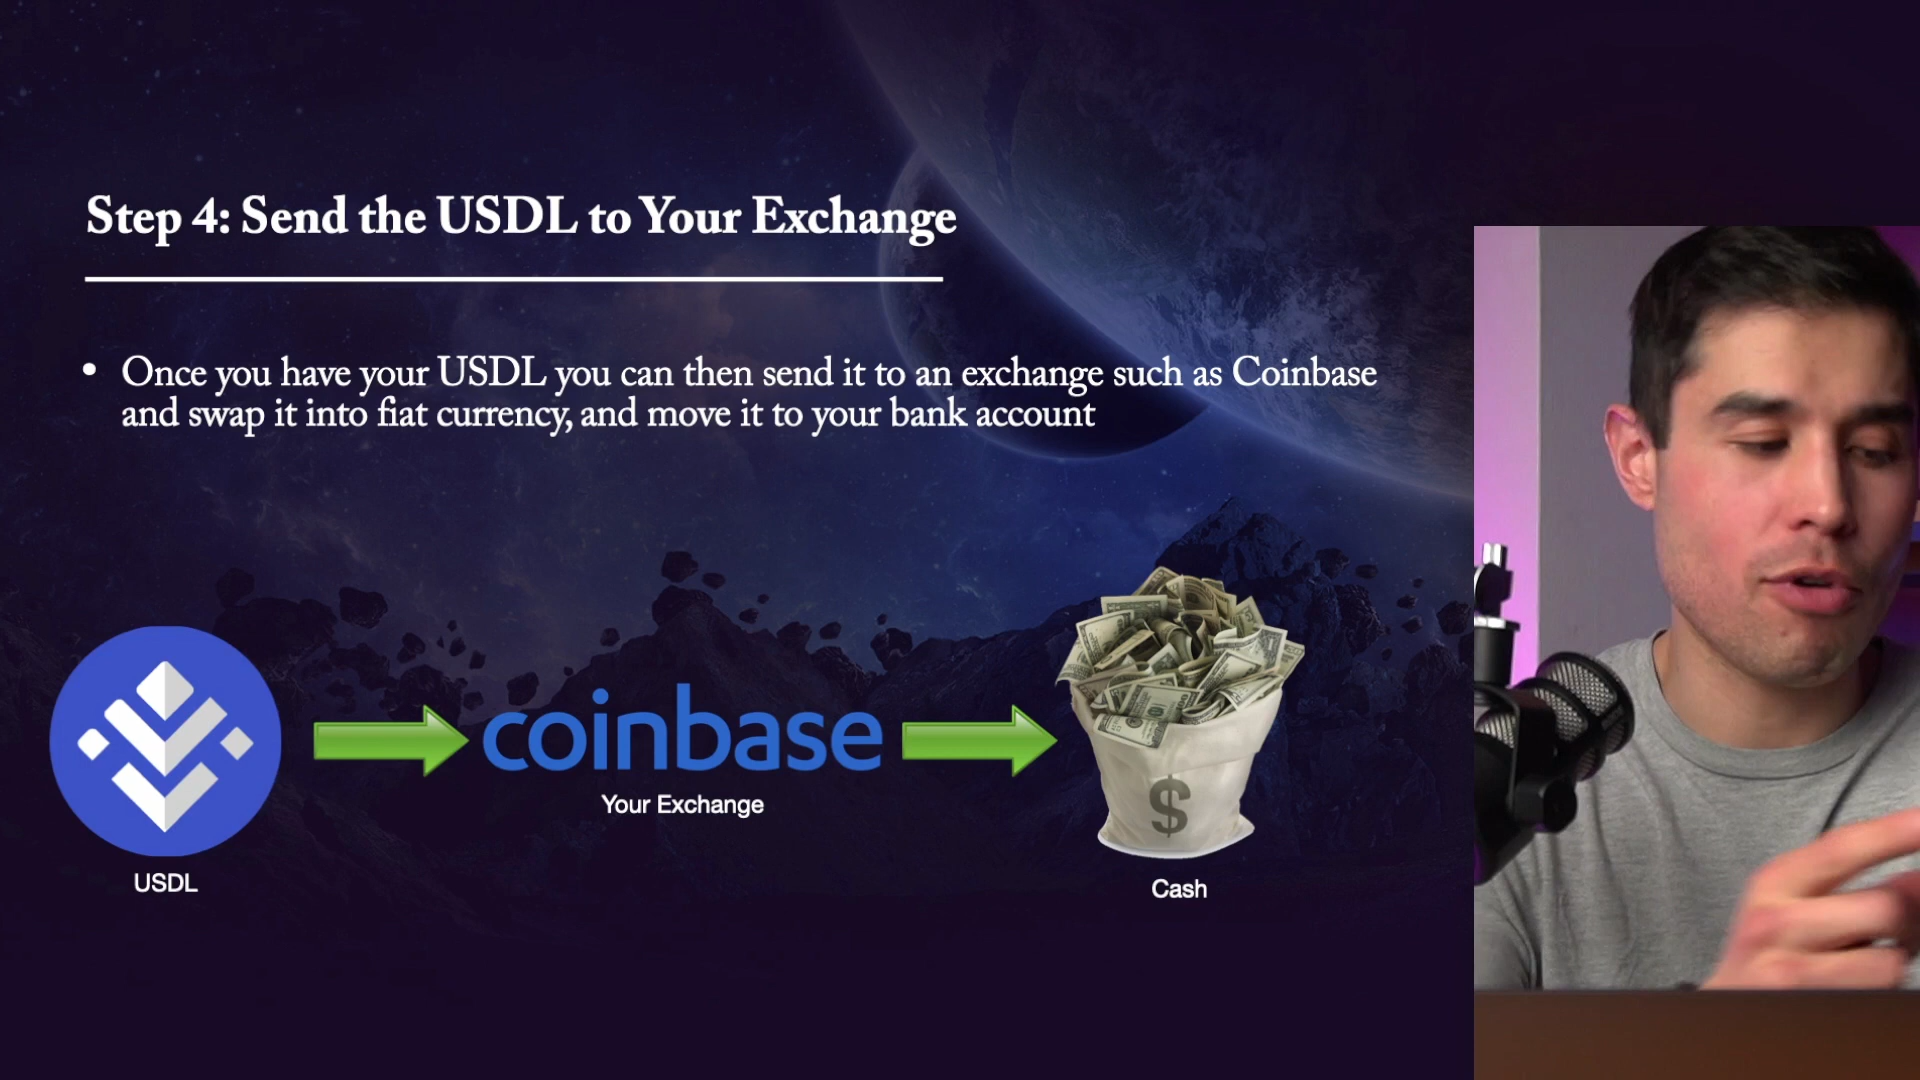 Step 4: Send the USDL to Your Exchange
• Once you have your USDL you can then send it to an exchange such as Coinbase
and swap it into fiat currency, and move it to your bank account
coinbase
Your Exchange
$
USDL
Cash